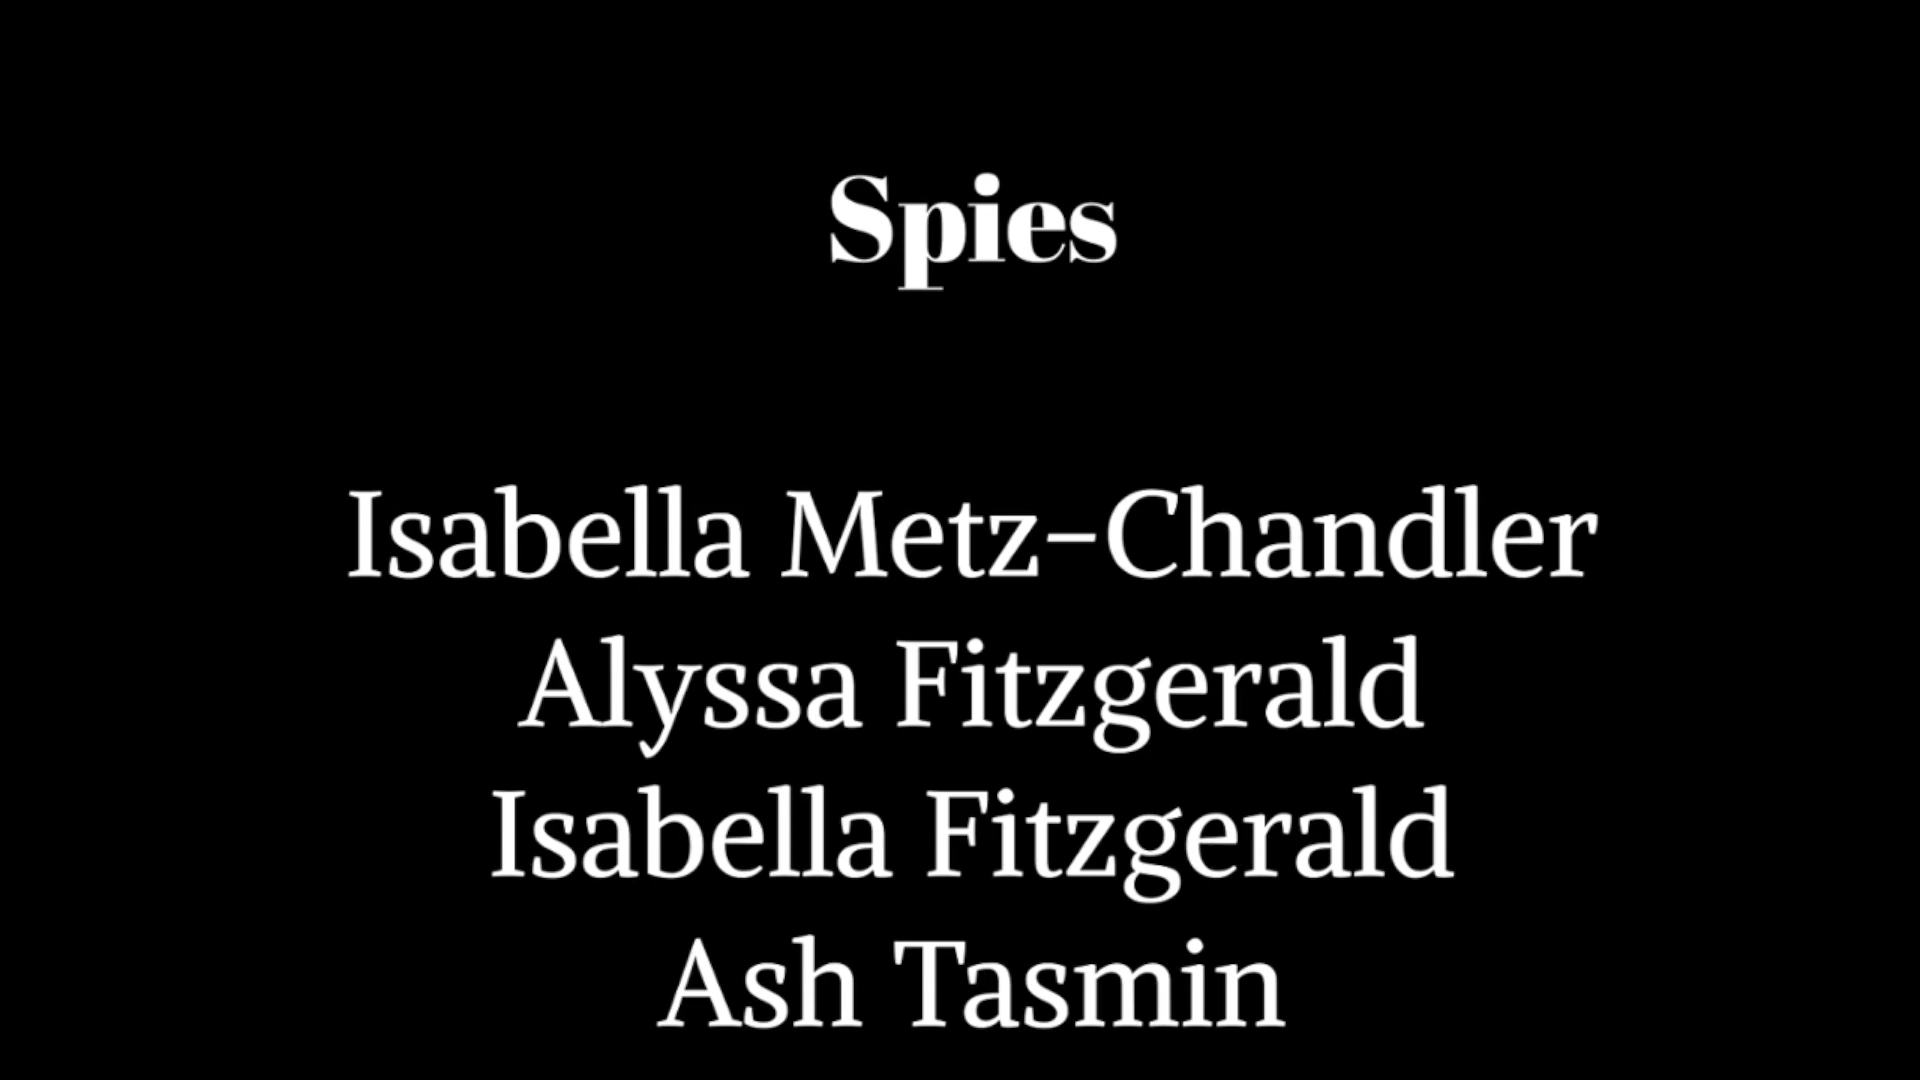 Spies
Isabella Metz-Chandler
Alyssa Fitzgerald
Isabella Fitzgerald
Ash Tasmin